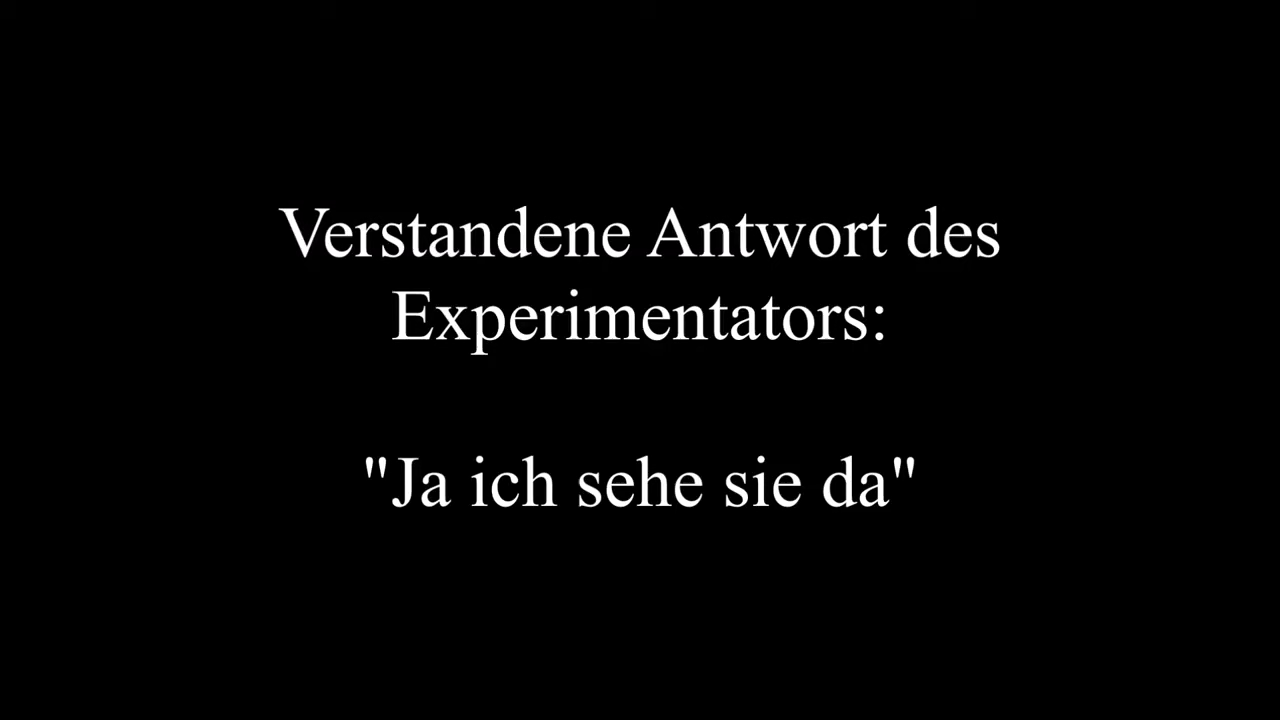 Verstandene Antwort des
Experimentators:
"Ja ich sehe sie da"